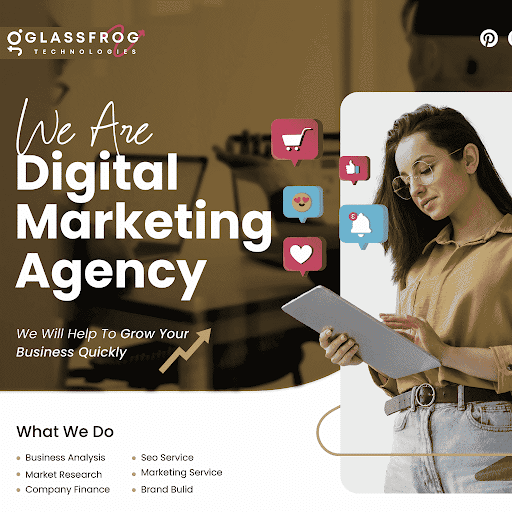 GLASSFROG
TECHNOLOGIES
We Are
Digital
Marketing
Agency
We Will Help To Grow Your
Business Quickly
What We Do
Business Analysis
Market Research
Company Finance
Seo Service
Marketing Service
Brand Bulid